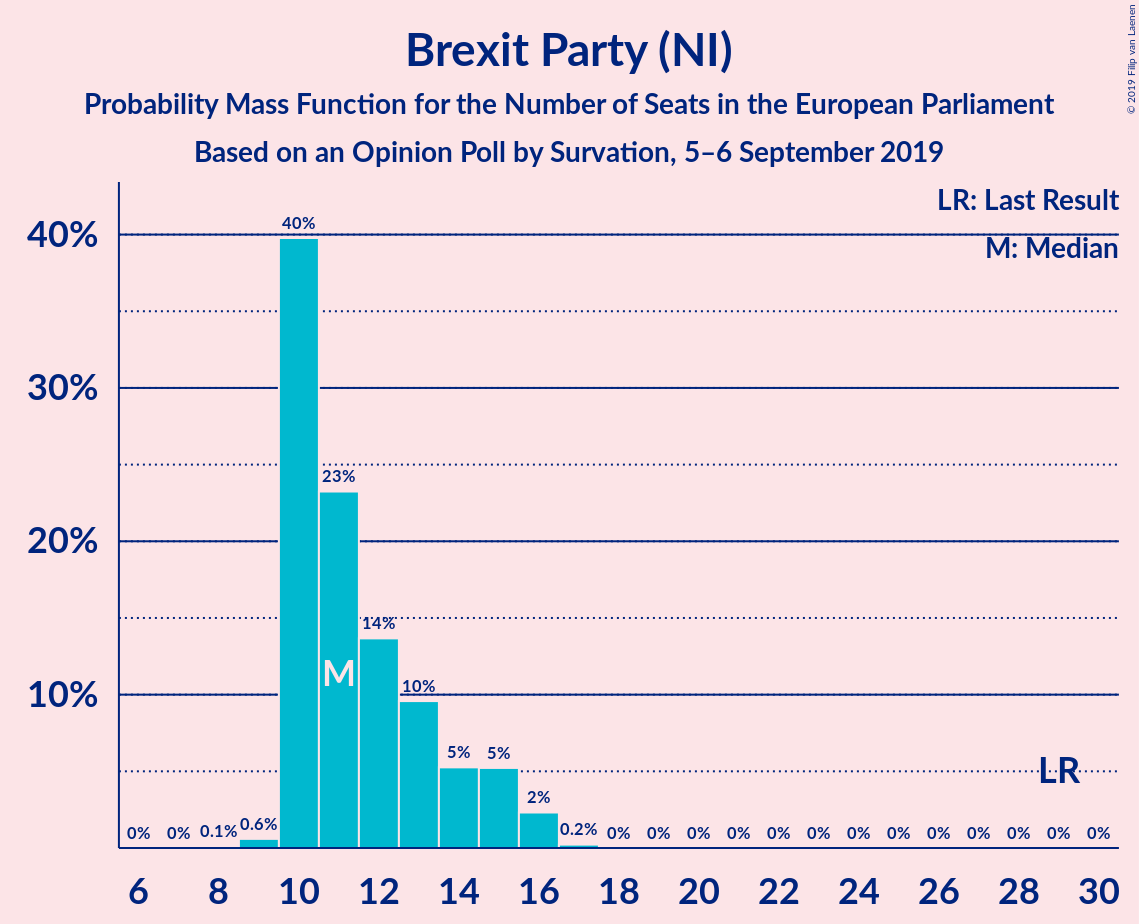 Brexit Party (NI)
Probability Mass Function for the Number of Seats in the European Parliament
Based on an Opinion Poll by Survation, 5–6 September 2019
© 2019 Filip van Laenen
LR: Last Result
M: Median
40%
30%
20%
10%
0% 0% 0.1% 0.6% 40% 23% 14% 10% 5% 5% 2% 0.2% 0% 0% 0% 0% 0% 0% 0% 0% 0% 0% 0% 0% 0%
M
LR
6 8 10 12 14 16 18 20 22 24 26 28 30